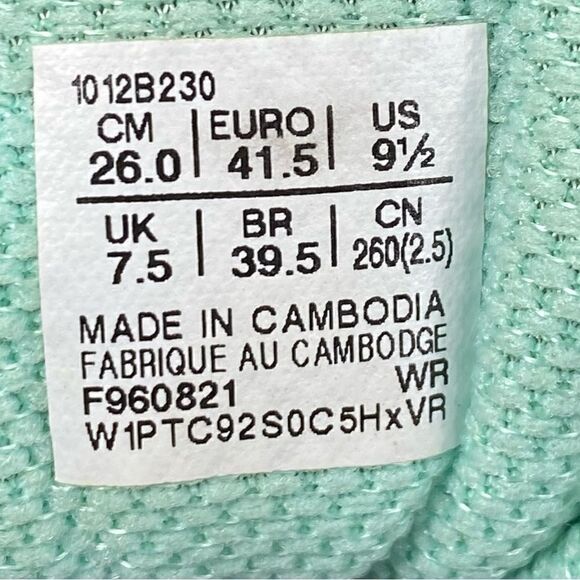 1012B230
CM | EURO | US
26.0 | 41.5 | 9½
UK | BR | CN
7.5 | 39.5 | 260(2.5)
MADE IN CAMBODIA
FABRIQUE AU CAMBODGE
F960821 WR
W1PTC92S0C5HxVR